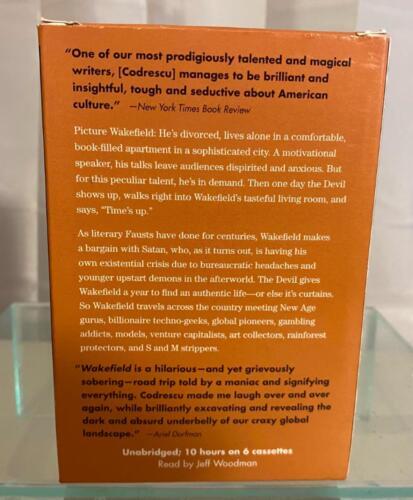 “One of our most prodigiously talented and magical
writers, [Codrescu] manages to be brilliant and
insightful, tough and seductive about American
culture.” —New York Times Book Review
Picture Wakefield: He's divorced, lives alone in a comfortable,
book-filled apartment in a sophisticated city. A motivational
speaker, his talks leave audiences dispirited and anxious. But
for this peculiar talent, he's in demand. Then one day the Devil
shows up, walks right into Wakefield's tasteful living room, and
says, "Time's up."
As literary Fausts have done for centuries, Wakefield makes
a bargain with Satan, who, as it turns out, is having his
own existential crisis due to bureaucratic headaches and
younger upstart demons in the afterworld. The Devil gives
Wakefield a year to find an authentic life—or else it's curtains.
So Wakefield travels across the country meeting New Age
gurus, billionaire techno-geeks, global pioneers, gambling
addicts, models, venture capitalists, art collectors, rainforest
protectors, and S and M strippers.
“Wakefield is a hilarious—and yet grievously
sobering—road trip told by a maniac and signifying
everything. Codrescu made me laugh over and over
again, while brilliantly excavating and revealing the
dark and absurd underbelly of our crazy global
landscape.” —Ariel Dorfman
Unabridged; 10 hours on 6 cassettes
Read by Jeff Woodman